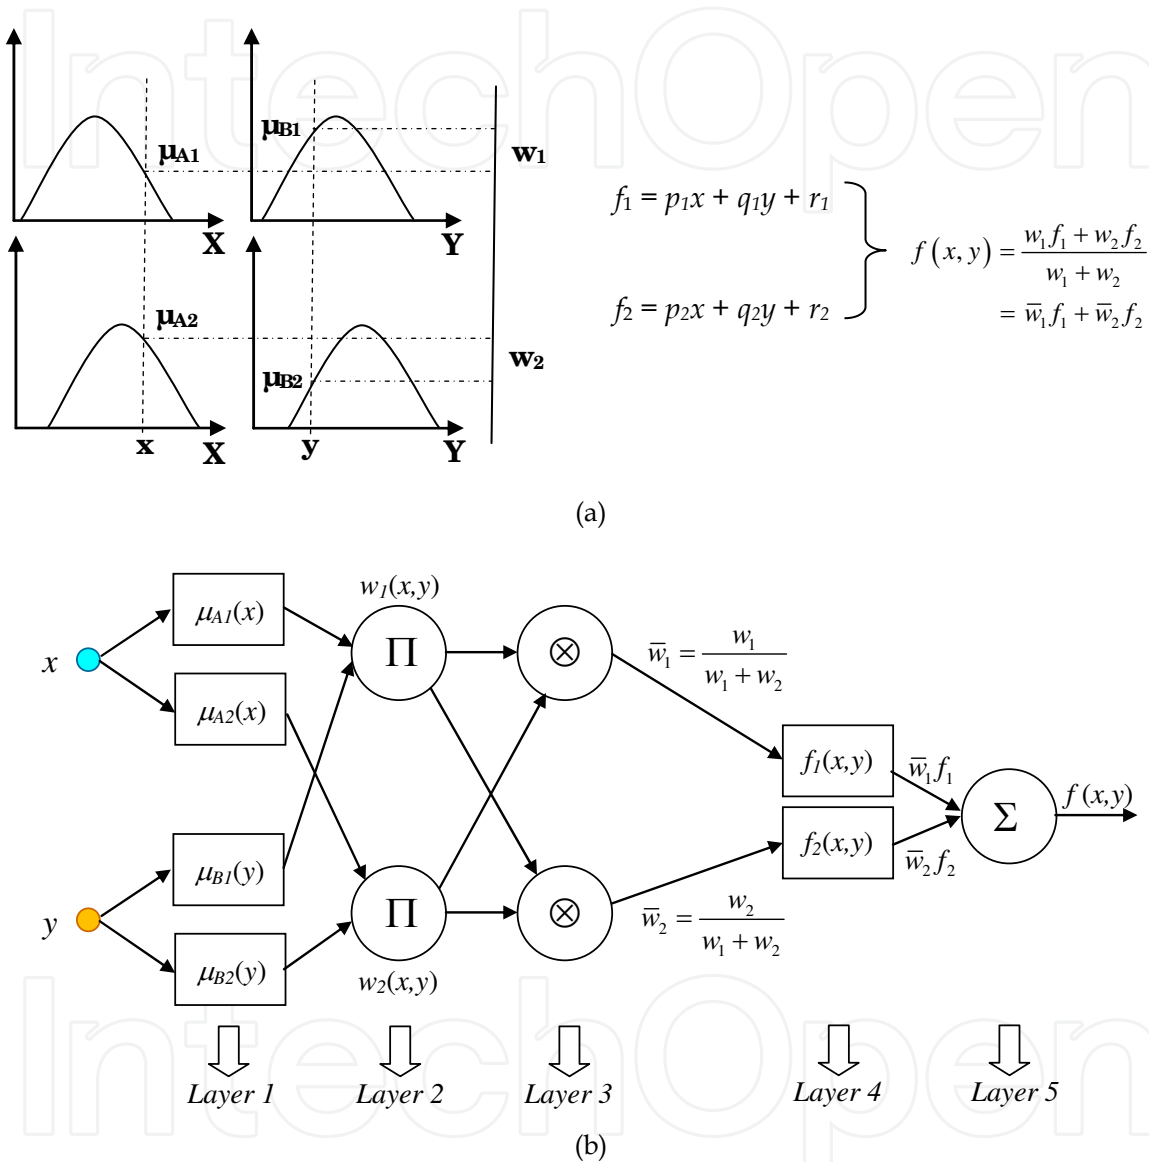 IntechOpen
μA1
μB1
w1
X
Y
f1 = p1x + q1y + r1
f(x, y) = (w1f1 + w2f2) / (w1 + w2)
= w̅1f1 + w̅2f2
f2 = p2x + q2y + r2
μA2
μB2
w2
x
X
y
Y
(a)
x
μA1(x)
μA2(x)
w1(x,y)
Π
⊗
w̅1 = w1 / (w1 + w2)
f1(x,y)
w̅1f1
Σ
f(x,y)
y
μB1(y)
μB2(y)
Π
w2(x,y)
⊗
w̅2 = w2 / (w1 + w2)
f2(x,y)
w̅2f2
IntechOpen
Layer 1
Layer 2
Layer 3
Layer 4
Layer 5
(b)